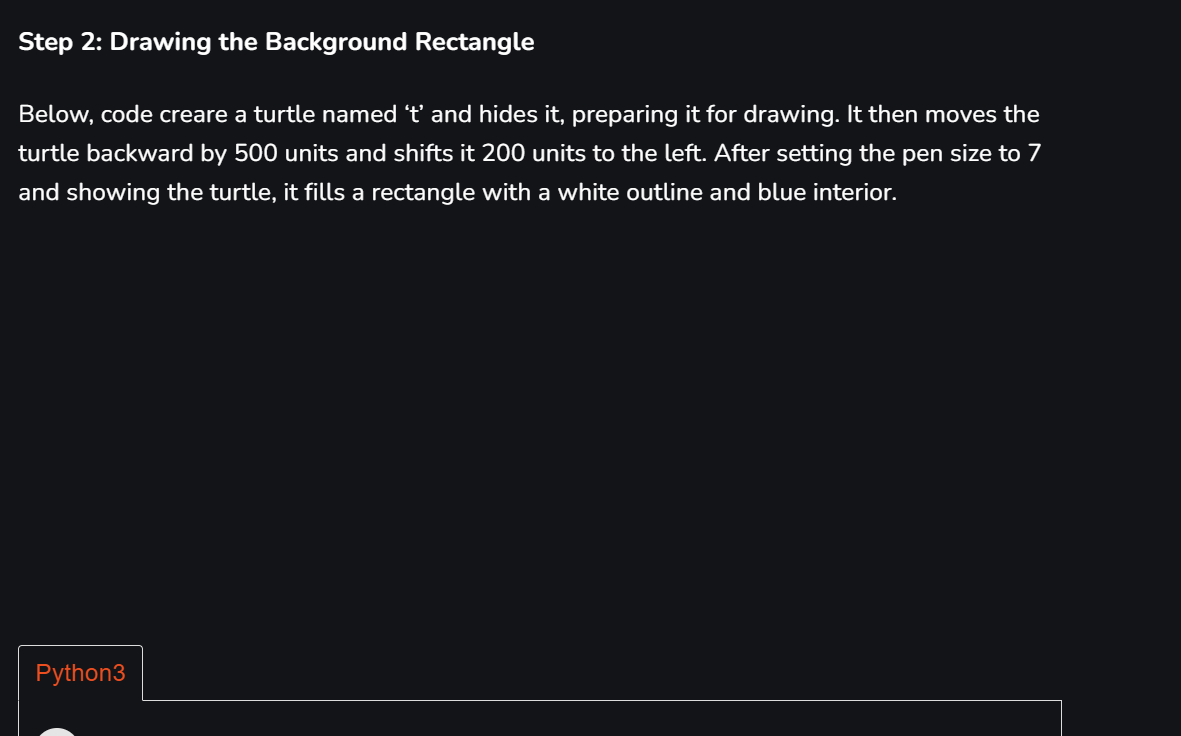 Step 2: Drawing the Background Rectangle
Below, code creare a turtle named ‘t’ and hides it, preparing it for drawing. It then moves the
turtle backward by 500 units and shifts it 200 units to the left. After setting the pen size to 7
and showing the turtle, it fills a rectangle with a white outline and blue interior.
Python3